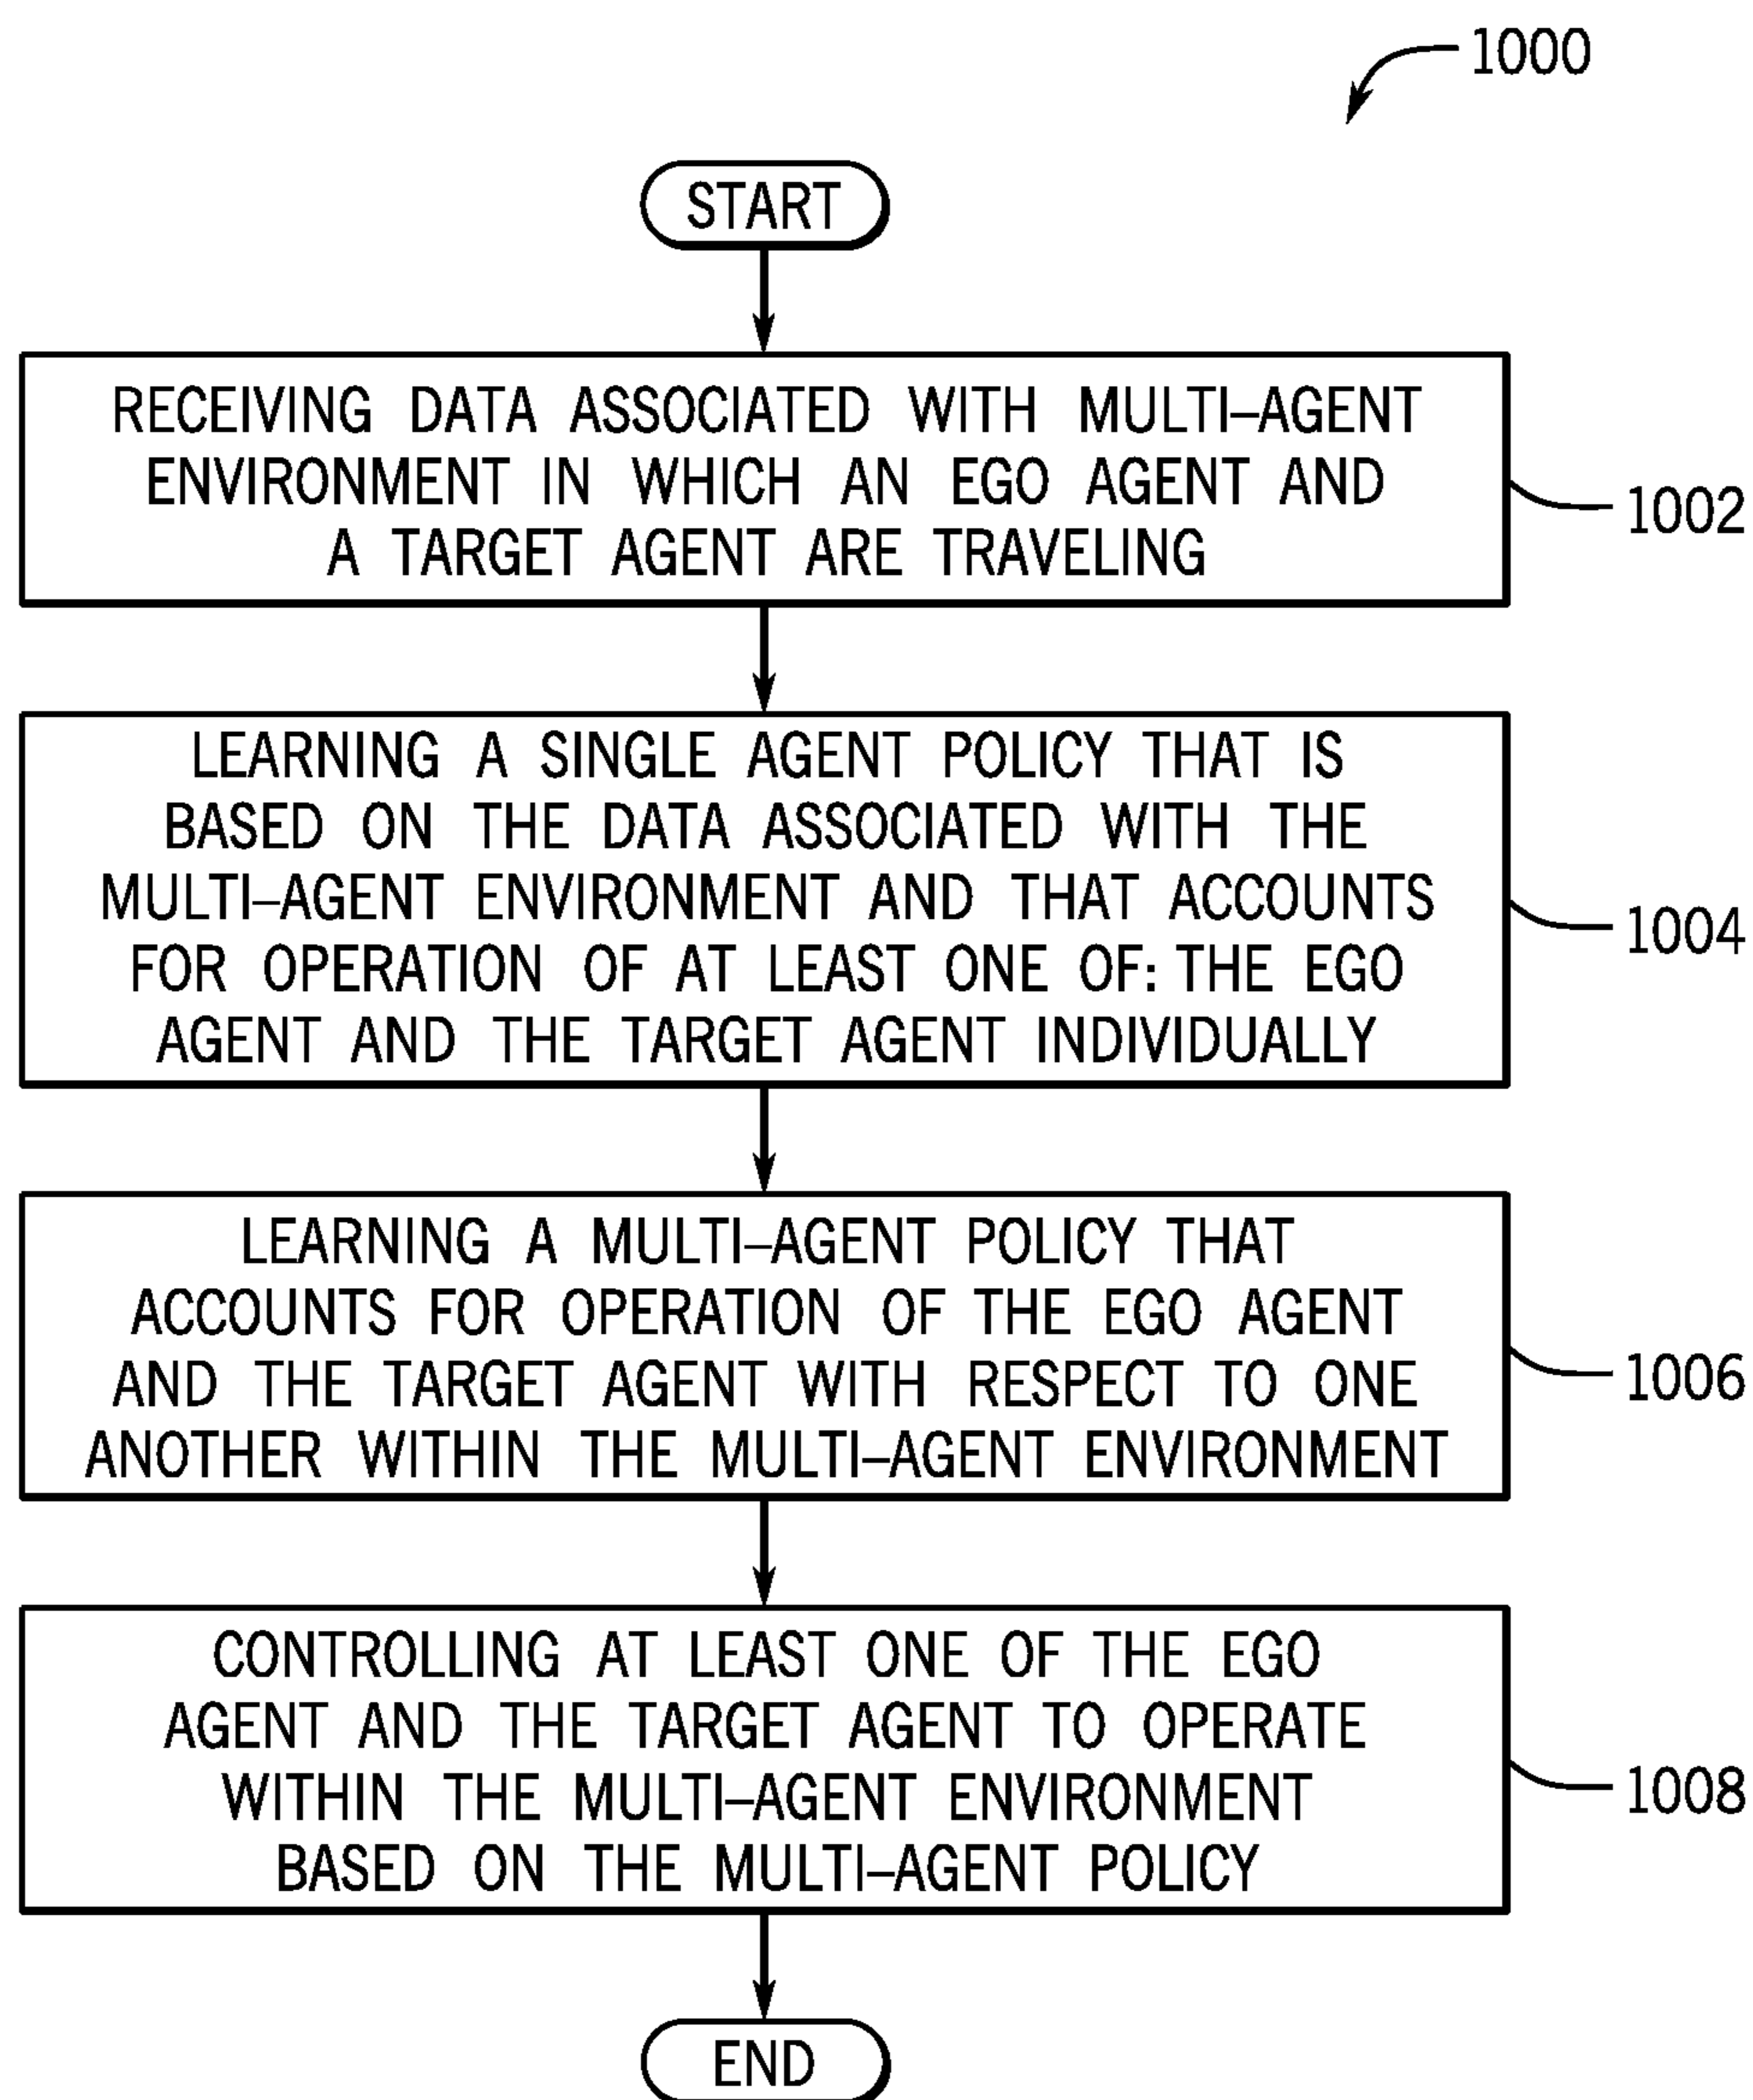 1000
START
RECEIVING DATA ASSOCIATED WITH MULTI–AGENT
ENVIRONMENT IN WHICH AN EGO AGENT AND
A TARGET AGENT ARE TRAVELING
1002
LEARNING A SINGLE AGENT POLICY THAT IS
BASED ON THE DATA ASSOCIATED WITH THE
MULTI–AGENT ENVIRONMENT AND THAT ACCOUNTS
FOR OPERATION OF AT LEAST ONE OF: THE EGO
AGENT AND THE TARGET AGENT INDIVIDUALLY
1004
LEARNING A MULTI–AGENT POLICY THAT
ACCOUNTS FOR OPERATION OF THE EGO AGENT
AND THE TARGET AGENT WITH RESPECT TO ONE
ANOTHER WITHIN THE MULTI–AGENT ENVIRONMENT
1006
CONTROLLING AT LEAST ONE OF THE EGO
AGENT AND THE TARGET AGENT TO OPERATE
WITHIN THE MULTI–AGENT ENVIRONMENT
BASED ON THE MULTI–AGENT POLICY
1008
END